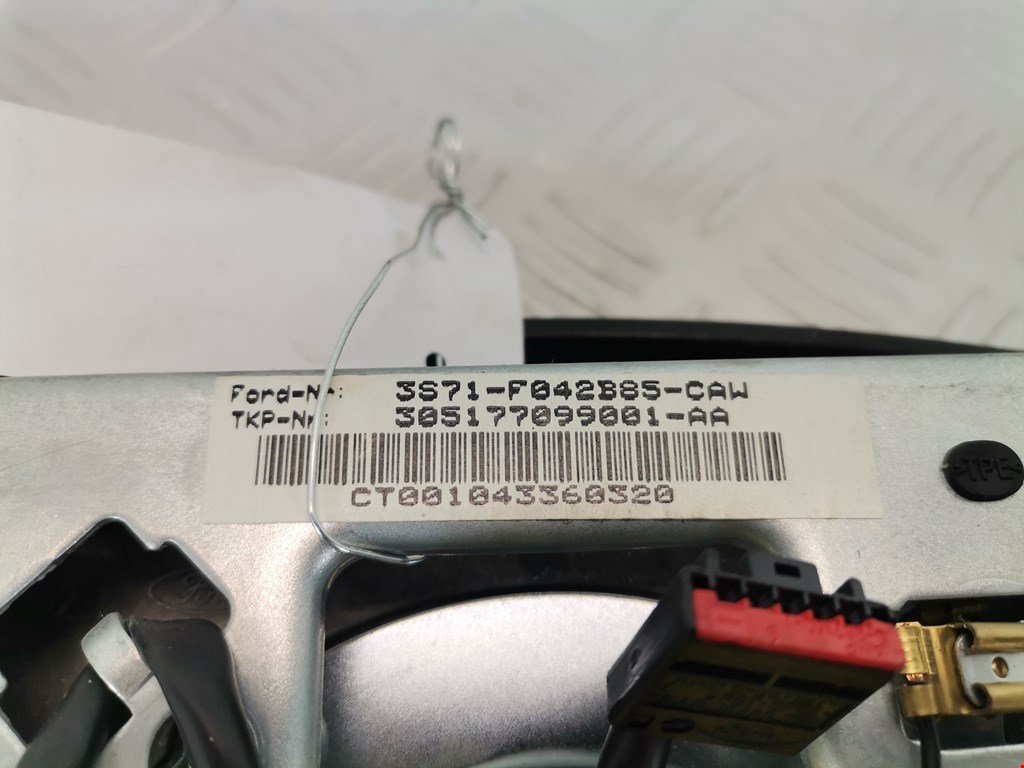 Ford-Nr: 3S71-F042B85-CAW
TKP-Nr: 305177099001-AA
CT001043360320
>TPE<